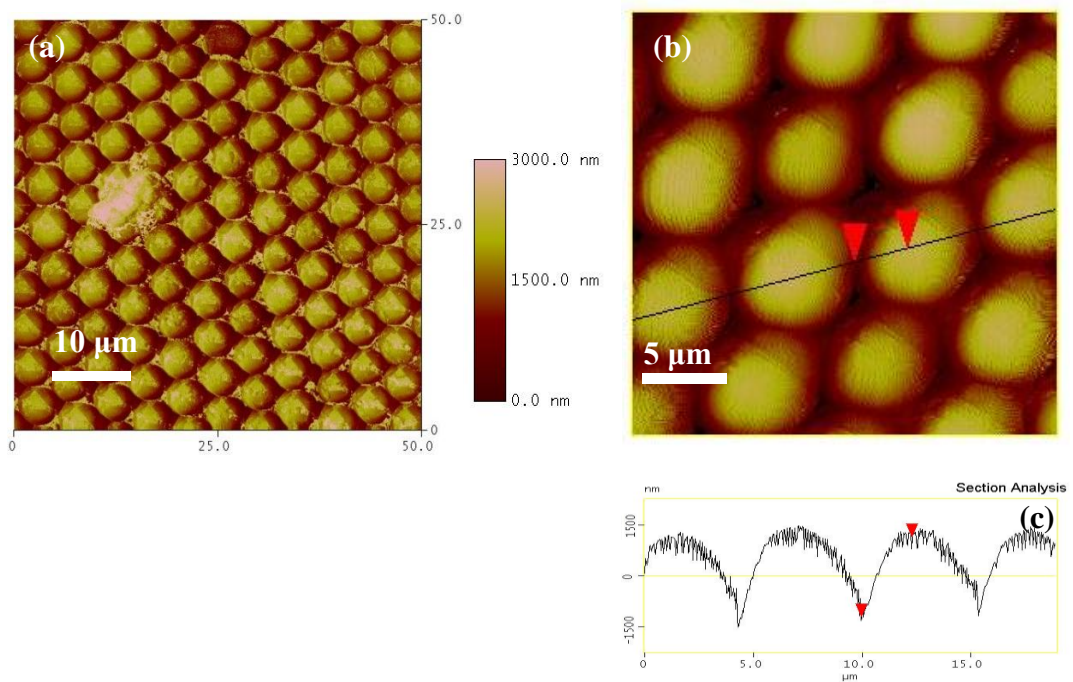 (a)
50.0
3000.0 nm
25.0
1500.0 nm
10 μm
0.0 nm
0
0
25.0
50.0
(b)
5 μm
nm
Section Analysis
(c)
1500
0
-1500
0
5.0
10.0
15.0
μm